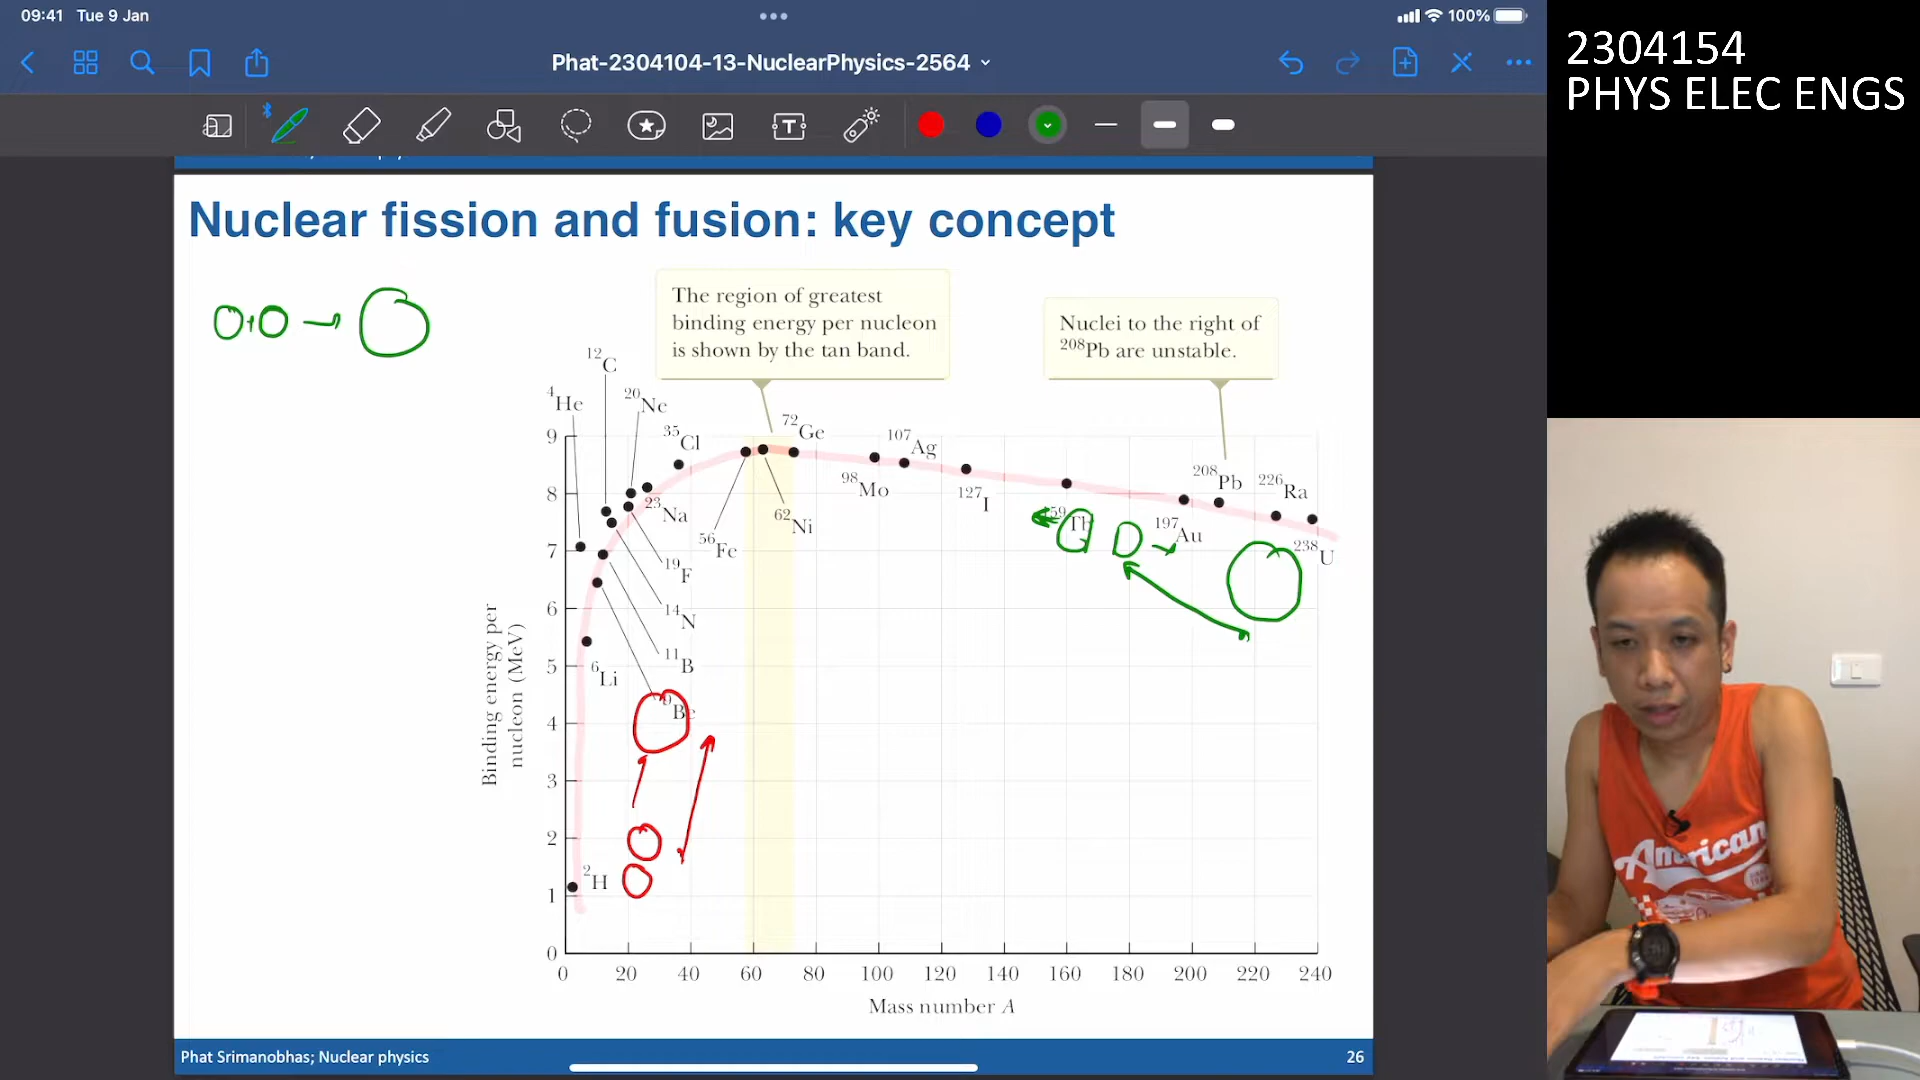 09:41 Tue 9 Jan
100%
Phat-2304104-13-NuclearPhysics-2564
2304154
PHYS ELEC ENGS
Nuclear fission and fusion: key concept
The region of greatest
binding energy per nucleon
is shown by the tan band.
Nuclei to the right of
²⁰⁸Pb are unstable.
¹²C
⁴He
²⁰Ne
³⁵Cl
⁷²Ge
¹⁰⁷Ag
²⁰⁸Pb
²²⁶Ra
⁹⁸Mo
¹²⁷I
²³Na
⁶²Ni
¹⁵⁹Tb
¹⁹⁷Au
⁵⁶Fe
²³⁸U
¹⁹F
¹⁴N
¹¹B
⁶Li
⁹Be
²H
Binding energy per
nucleon (MeV)
9
8
7
6
5
4
3
2
1
0
0 20 40 60 80 100 120 140 160 180 200 220 240
Mass number A
Phat Srimanobhas; Nuclear physics
26
American